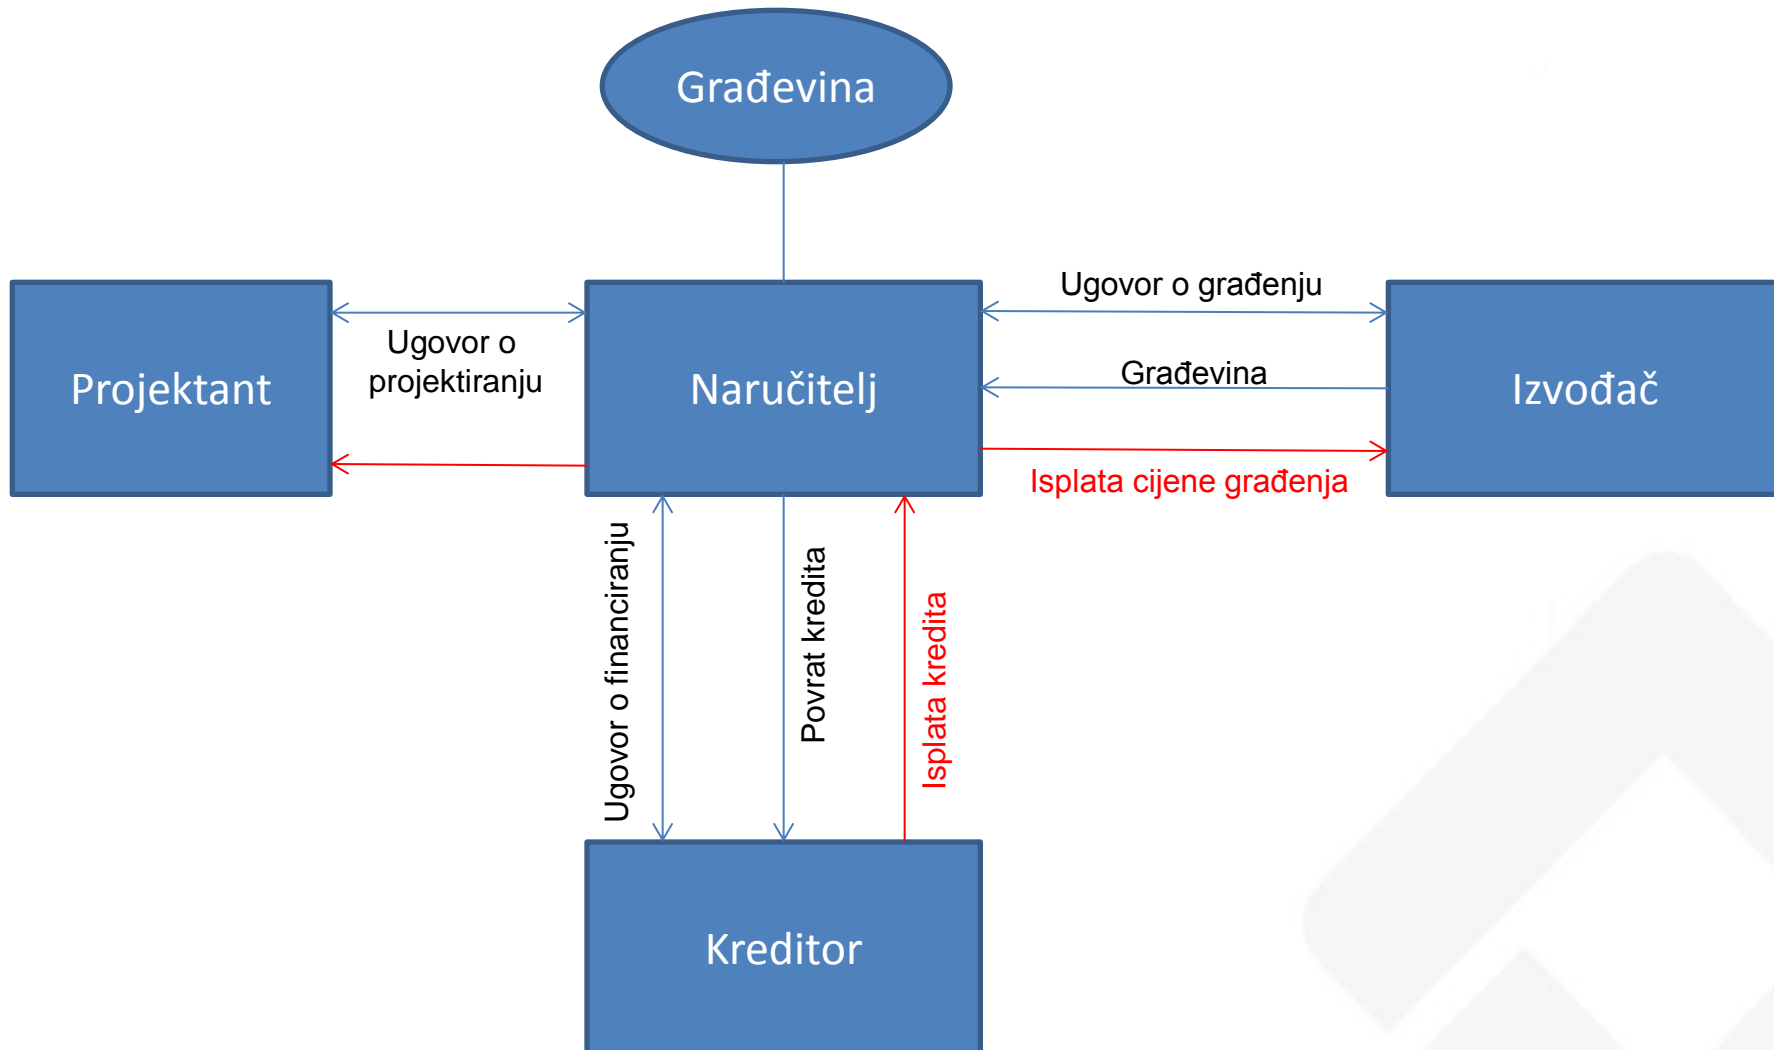 Građevina
Ugovor o građenju
Ugovor o
projektiranju
Građevina
Projektant
Naručitelj
Izvođač
Isplata cijene građenja
Ugovor o financiranju
Povrat kredita
Isplata kredita
Kreditor